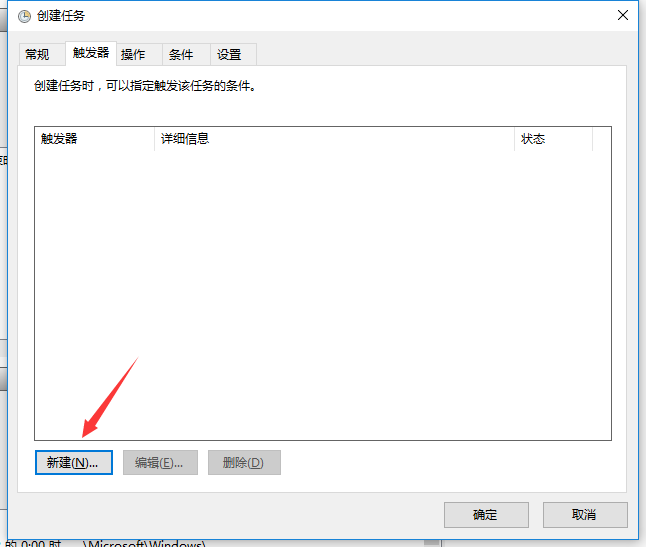 创建任务
常规 触发器 操作 条件 设置
创建任务时，可以指定触发该任务的条件。
触发器 详细信息 状态
新建(N)... 编辑(E)... 删除(D)
确定 取消
的 0:00 时 ... \Microsoft\Windows\